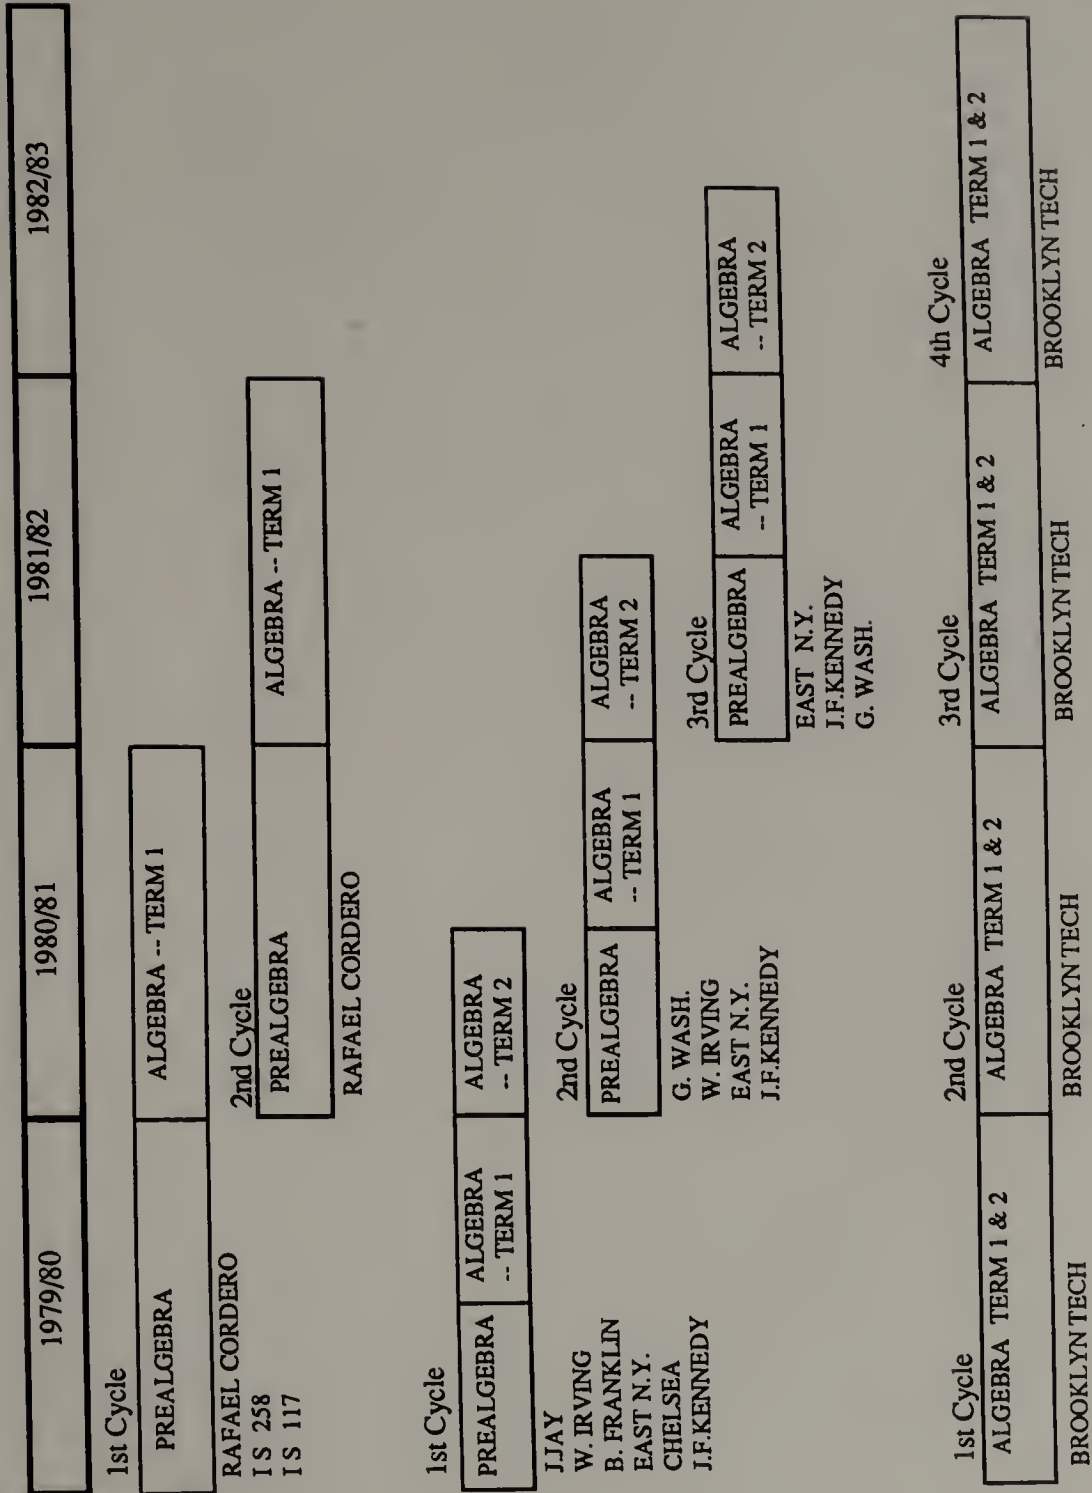 1979/80
1980/81
1981/82
1982/83
1st Cycle
PREALGEBRA
ALGEBRA -- TERM 1
RAFAEL CORDERO
I S 258
I S 117
2nd Cycle
PREALGEBRA
ALGEBRA -- TERM 1
RAFAEL CORDERO
1st Cycle
PREALGEBRA
ALGEBRA
-- TERM 1
ALGEBRA
-- TERM 2
J.JAY
W. IRVING
B. FRANKLIN
EAST N.Y.
CHELSEA
J.F.KENNEDY
2nd Cycle
PREALGEBRA
ALGEBRA
-- TERM 1
ALGEBRA
-- TERM 2
G. WASH.
W. IRVING
EAST N.Y.
J.F.KENNEDY
3rd Cycle
PREALGEBRA
ALGEBRA
-- TERM 1
ALGEBRA
-- TERM 2
EAST N.Y.
J.F.KENNEDY
G. WASH.
1st Cycle
ALGEBRA TERM 1 & 2
BROOKLYN TECH
2nd Cycle
ALGEBRA TERM 1 & 2
BROOKLYN TECH
3rd Cycle
ALGEBRA TERM 1 & 2
BROOKLYN TECH
4th Cycle
ALGEBRA TERM 1 & 2
BROOKLYN TECH